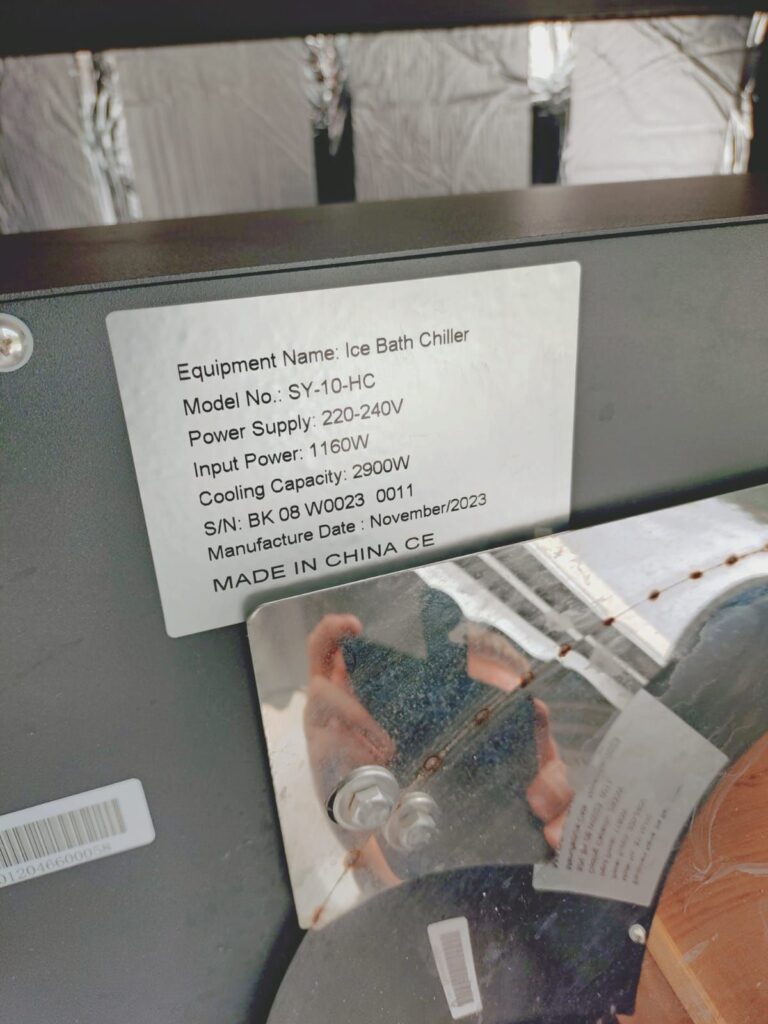 Equipment Name: Ice Bath Chiller
Model No.: SY-10-HC
Power Supply: 220-240V
Input Power: 1160W
Cooling Capacity: 2900W
S/N: BK 08 W0023 0011
Manufacture Date : November/2023
MADE IN CHINA CE